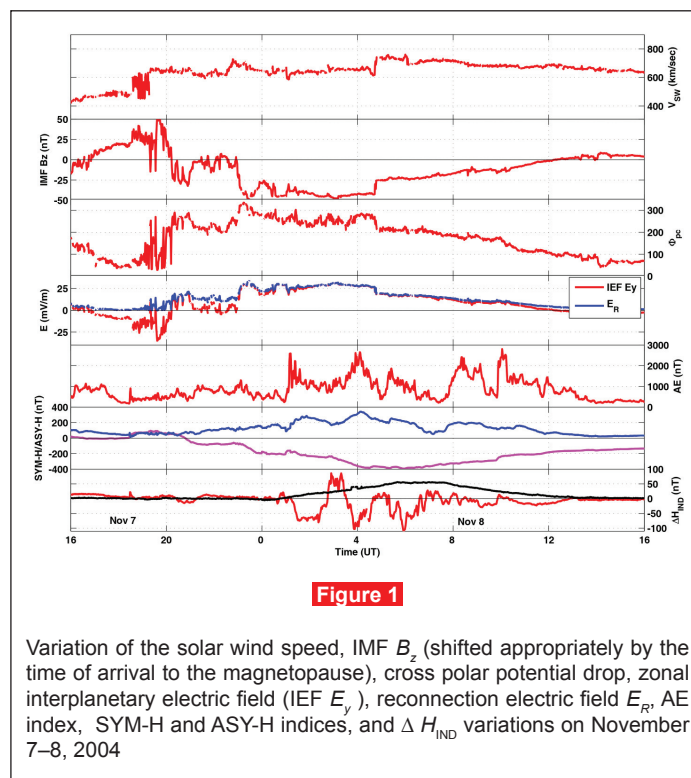 800
600
400
V_SW (km/sec)
50
25
0
-25
-50
IMF Bz (nT)
300
200
100
0
Φ_pc
25
0
-25
E (mV/m)
IEF Ey
E_R
3000
2000
1000
0
AE
400
200
0
-200
-400
SYM-H/ASY-H (nT)
100
50
0
-50
-100
ΔH_IND (nT)
Nov 7
Nov 8
16 20 0 4 8 12 16
Time (UT)
Figure 1
Variation of the solar wind speed, IMF B_z (shifted appropriately by the
time of arrival to the magnetopause), cross polar potential drop, zonal
interplanetary electric field (IEF E_y ), reconnection electric field E_R, AE
index, SYM-H and ASY-H indices, and Δ H_IND variations on November
7–8, 2004